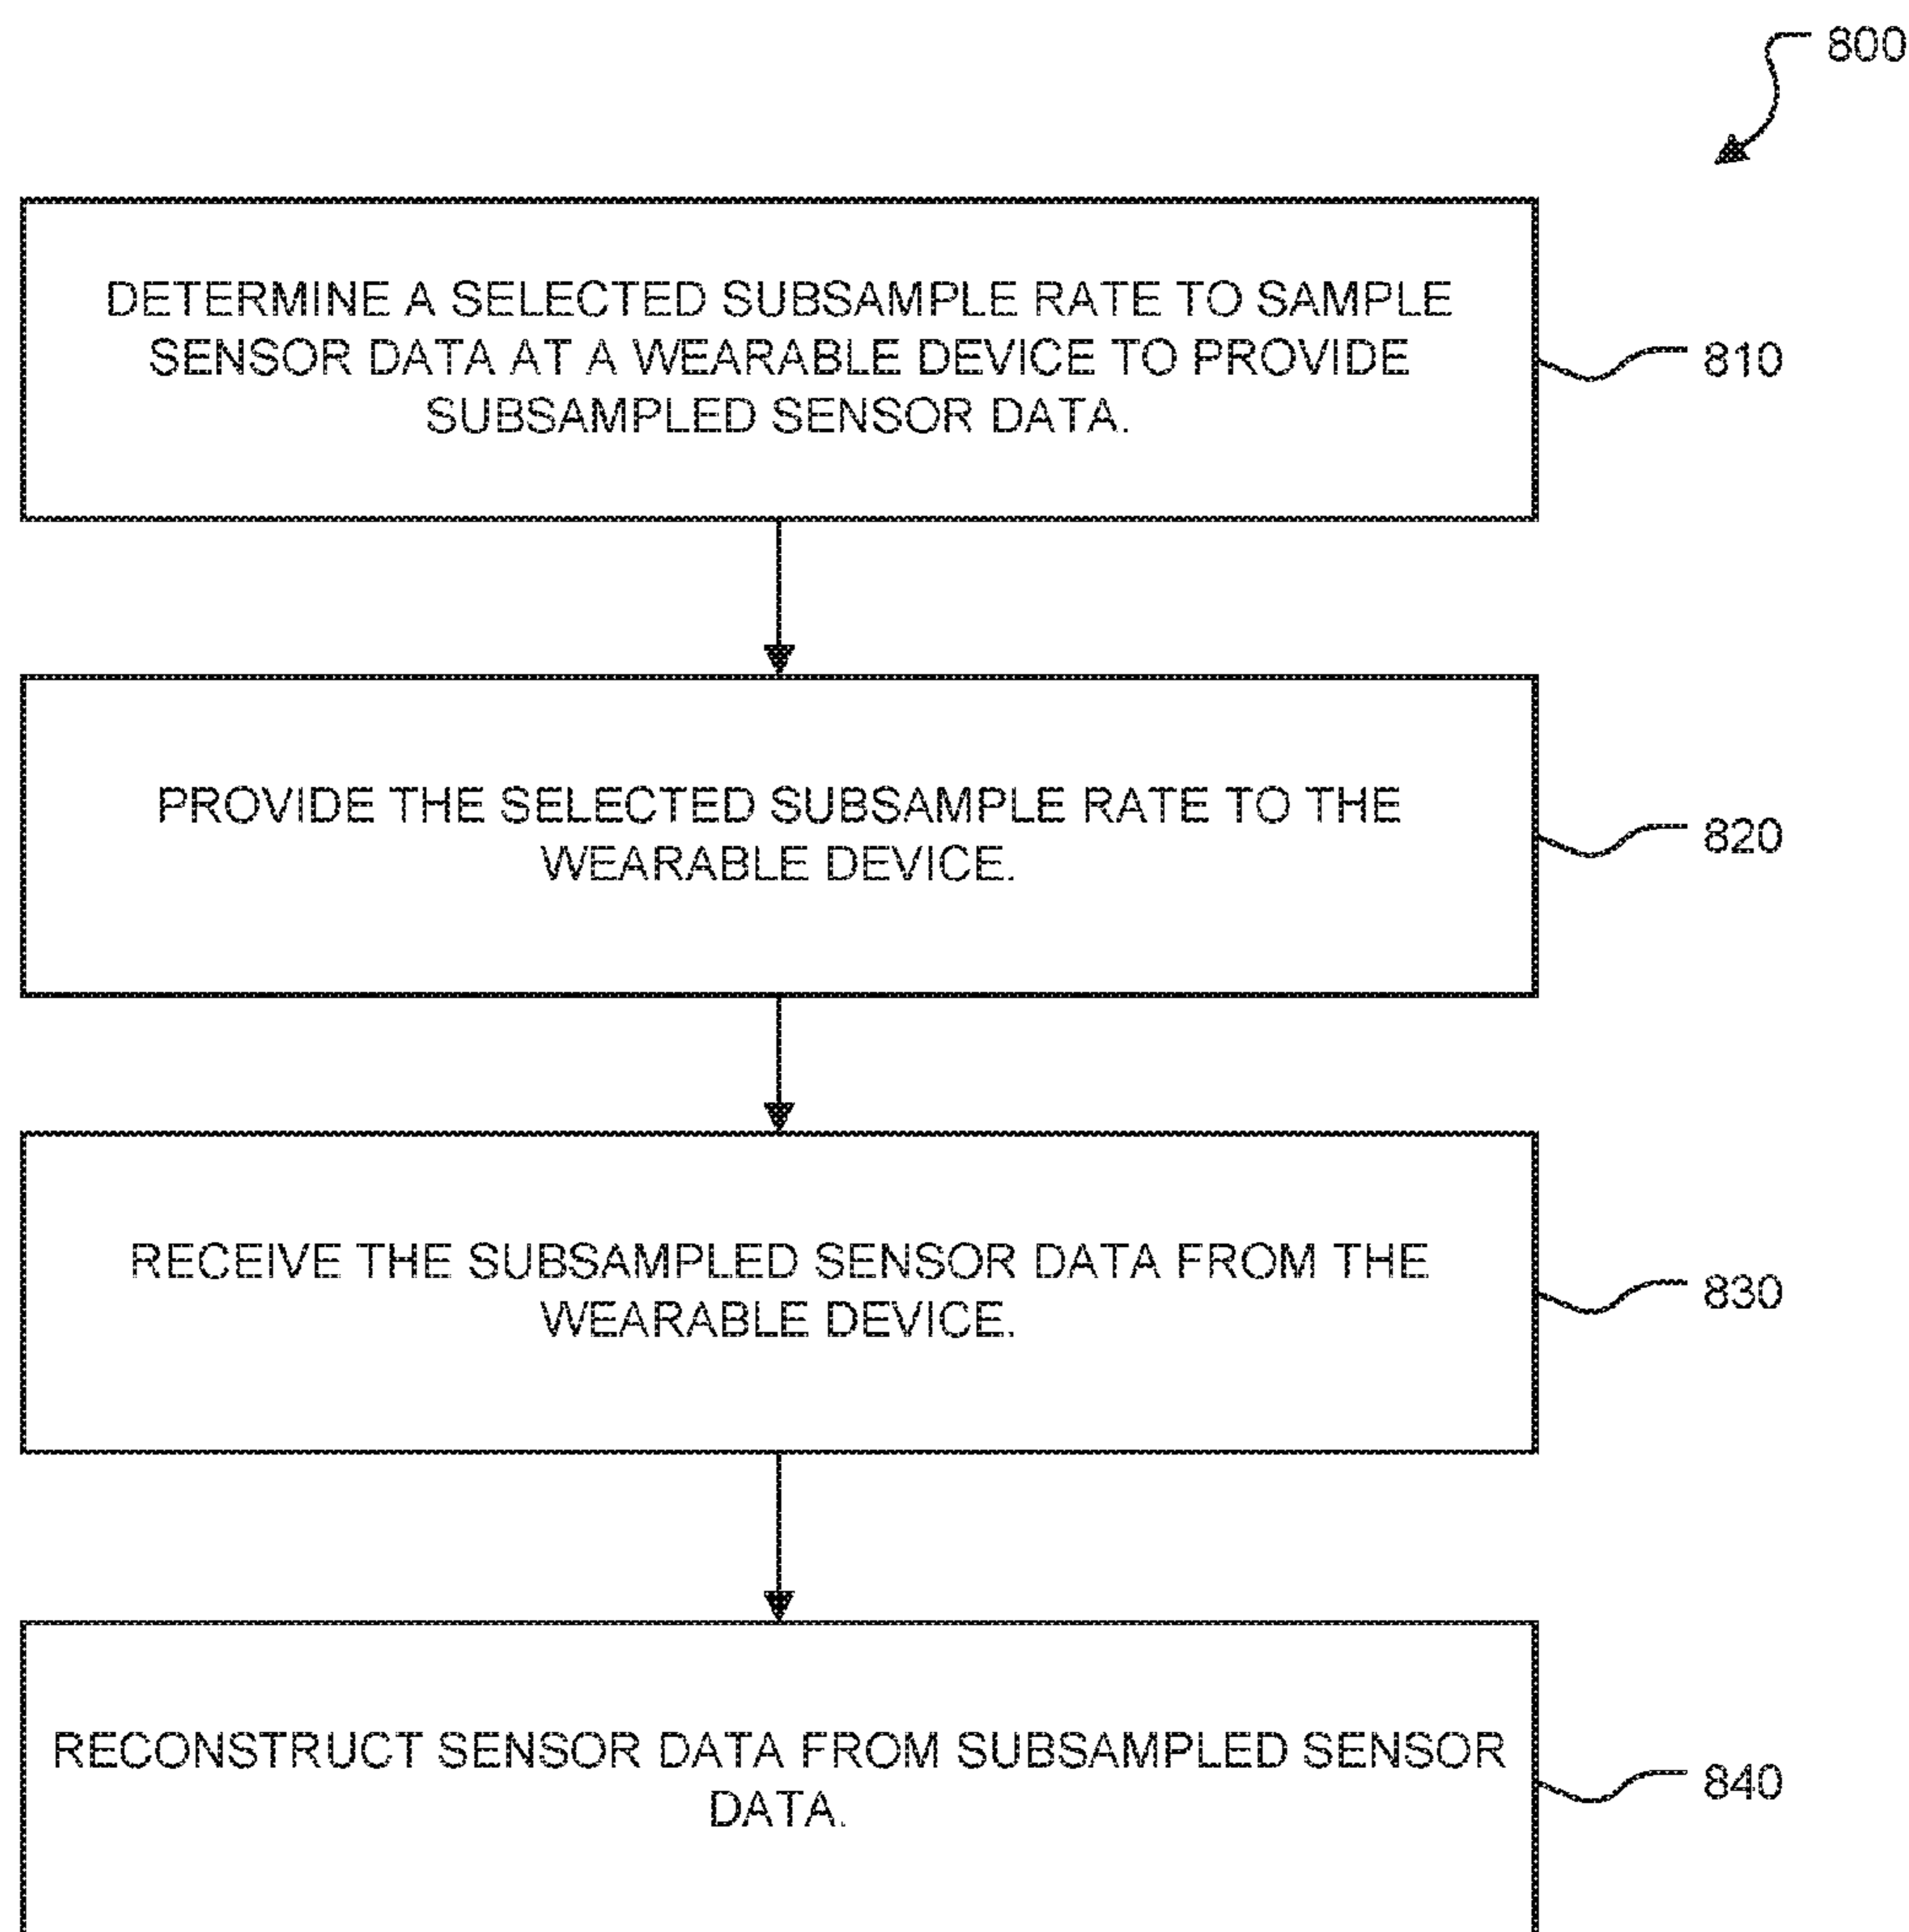 800
DETERMINE A SELECTED SUBSAMPLE RATE TO SAMPLE
SENSOR DATA AT A WEARABLE DEVICE TO PROVIDE
SUBSAMPLED SENSOR DATA.
810
PROVIDE THE SELECTED SUBSAMPLE RATE TO THE
WEARABLE DEVICE.
820
RECEIVE THE SUBSAMPLED SENSOR DATA FROM THE
WEARABLE DEVICE.
830
RECONSTRUCT SENSOR DATA FROM SUBSAMPLED SENSOR
DATA.
840